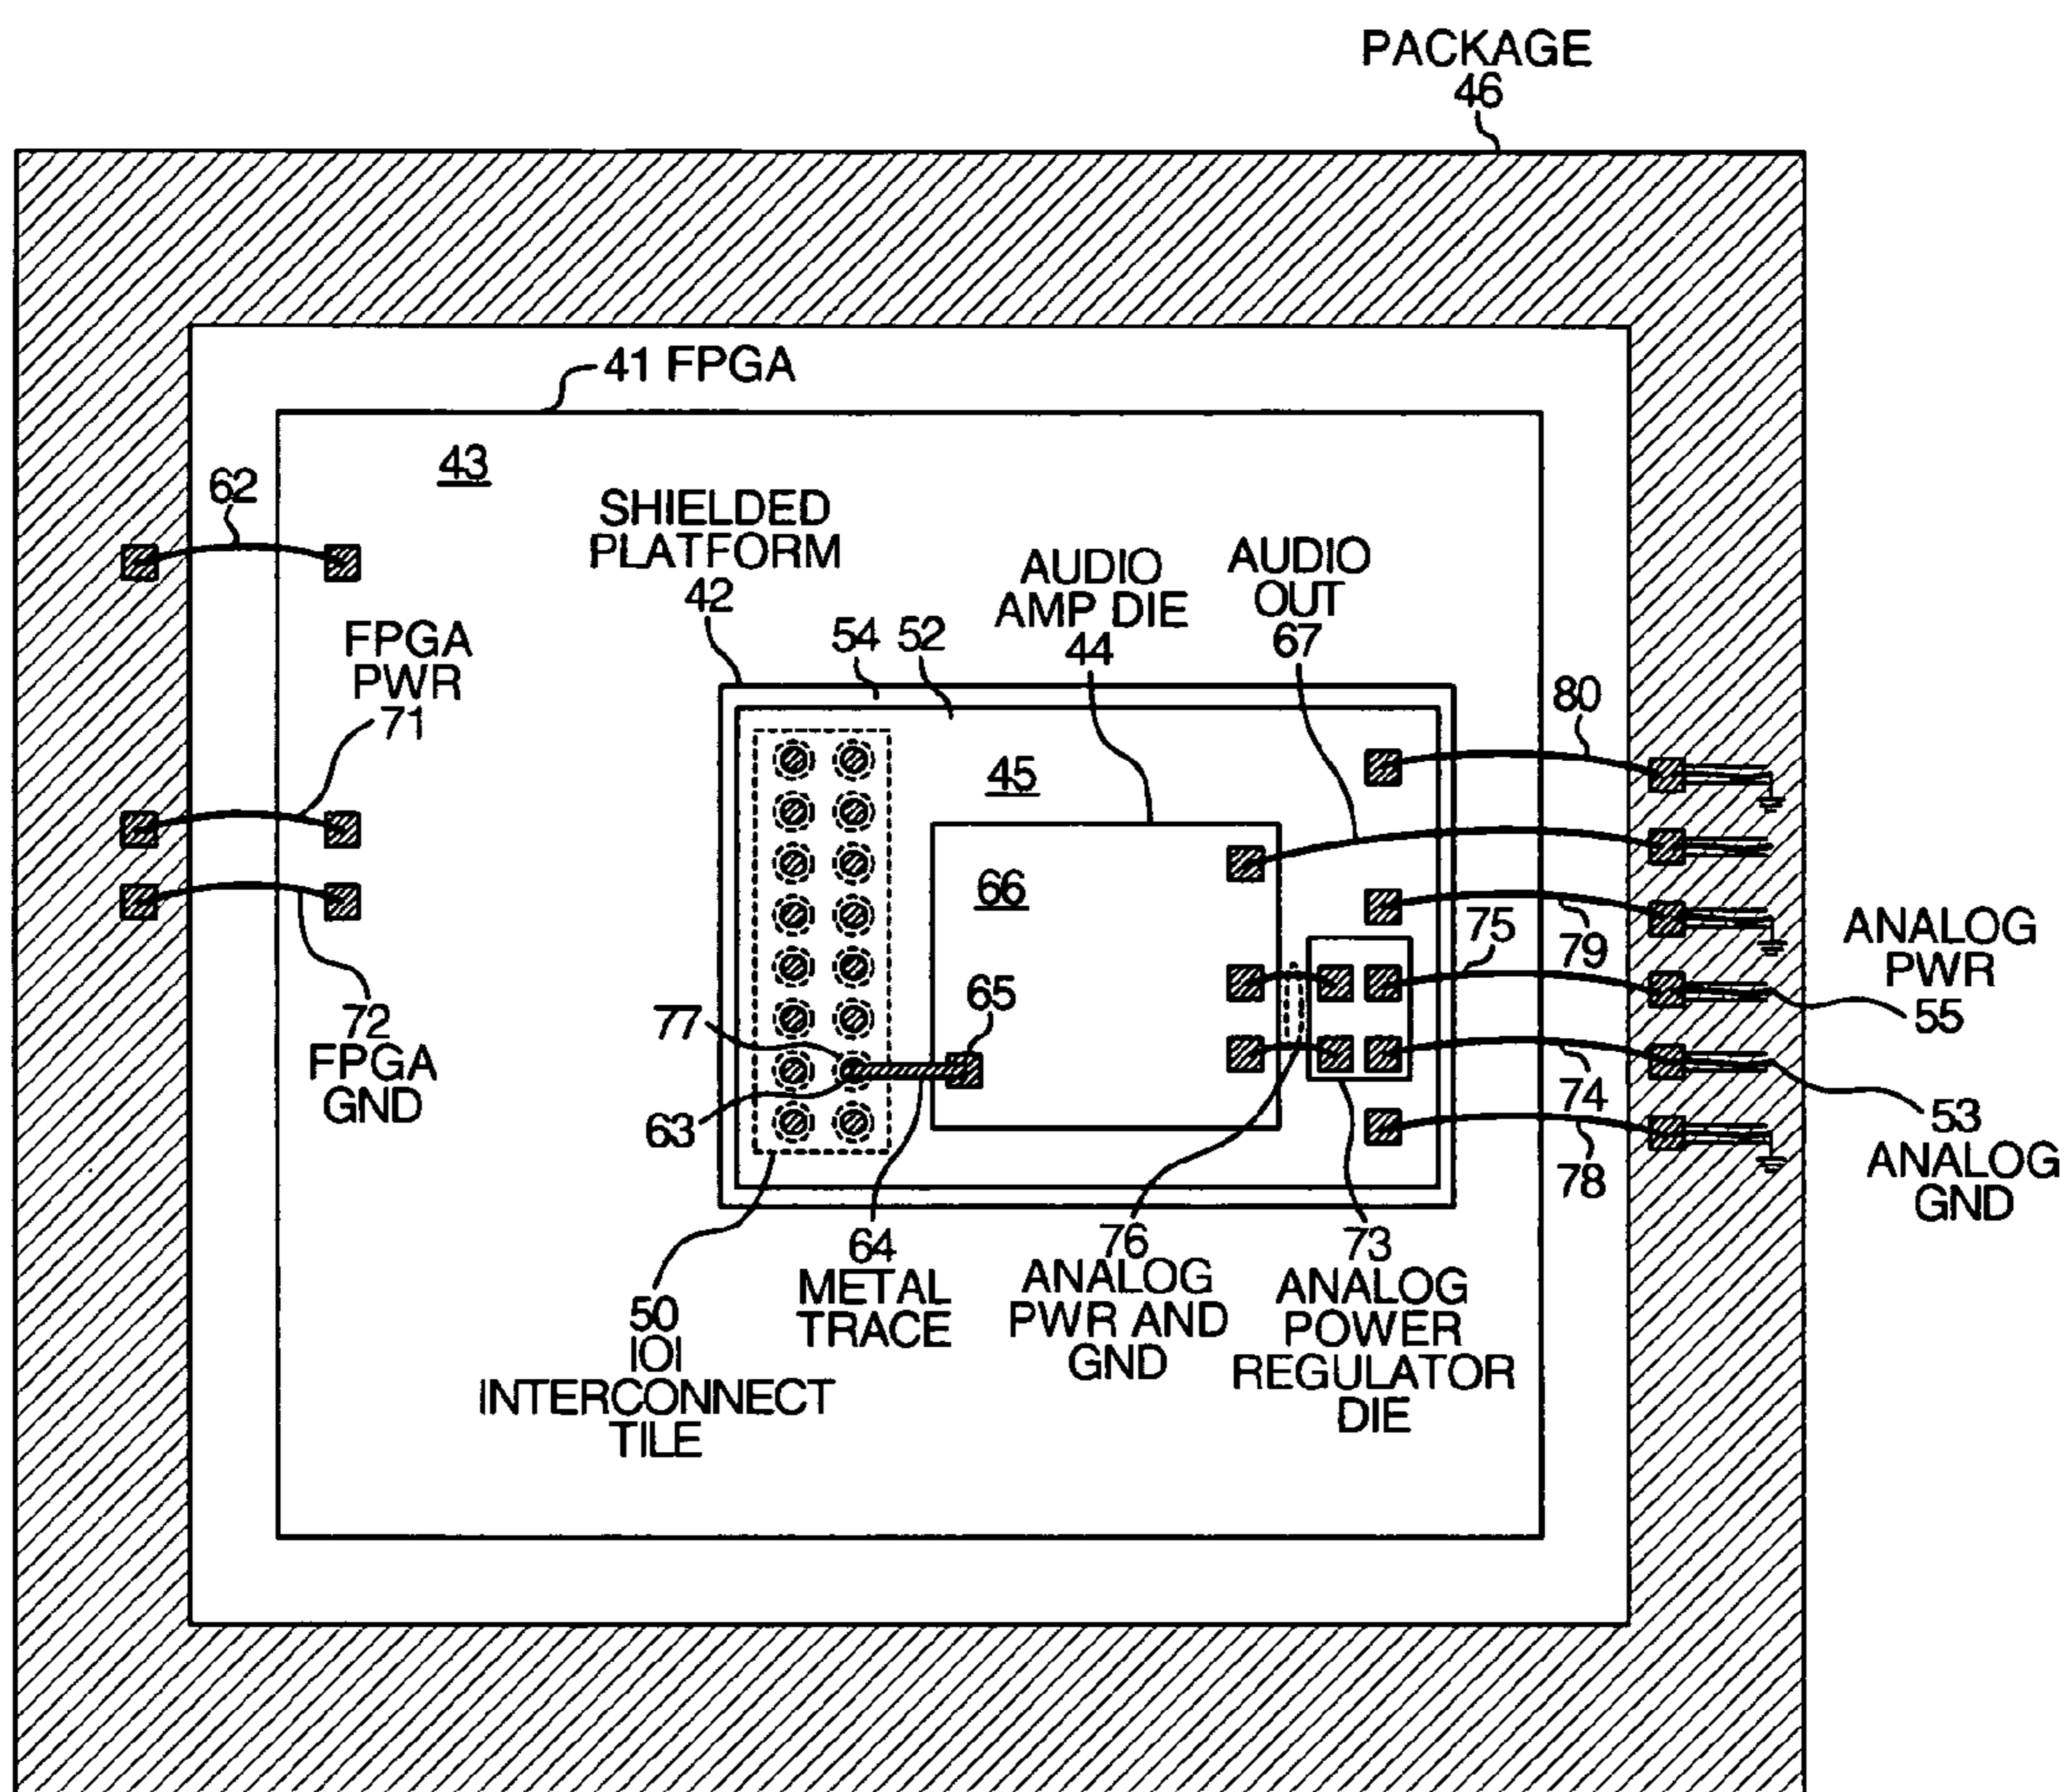 PACKAGE
46
41 FPGA
43
62
SHIELDED
PLATFORM
42
54
52
AUDIO
AMP DIE
44
AUDIO
OUT
67
80
FPGA
PWR
71
45
66
75
79
ANALOG
PWR
55
65
77
72
FPGA
GND
63
74
53
ANALOG
GND
78
50
IOI
INTERCONNECT
TILE
64
METAL
TRACE
76
ANALOG
PWR AND
GND
73
ANALOG
POWER
REGULATOR
DIE